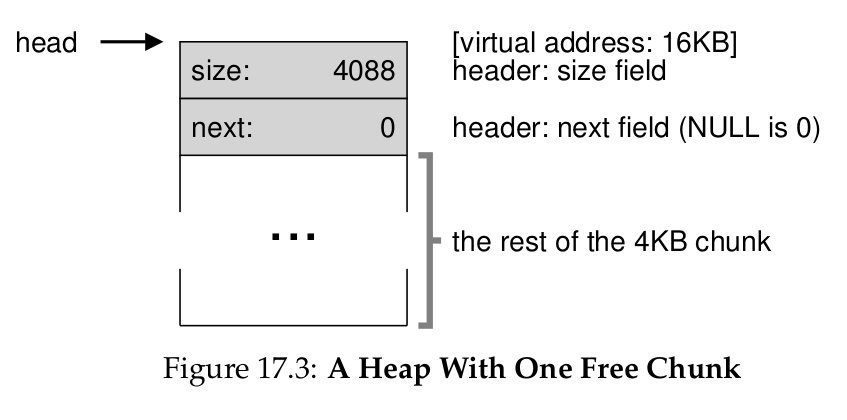 head
[virtual address: 16KB]
size: 4088
header: size field
next: 0
header: next field (NULL is 0)
...
the rest of the 4KB chunk
Figure 17.3: A Heap With One Free Chunk